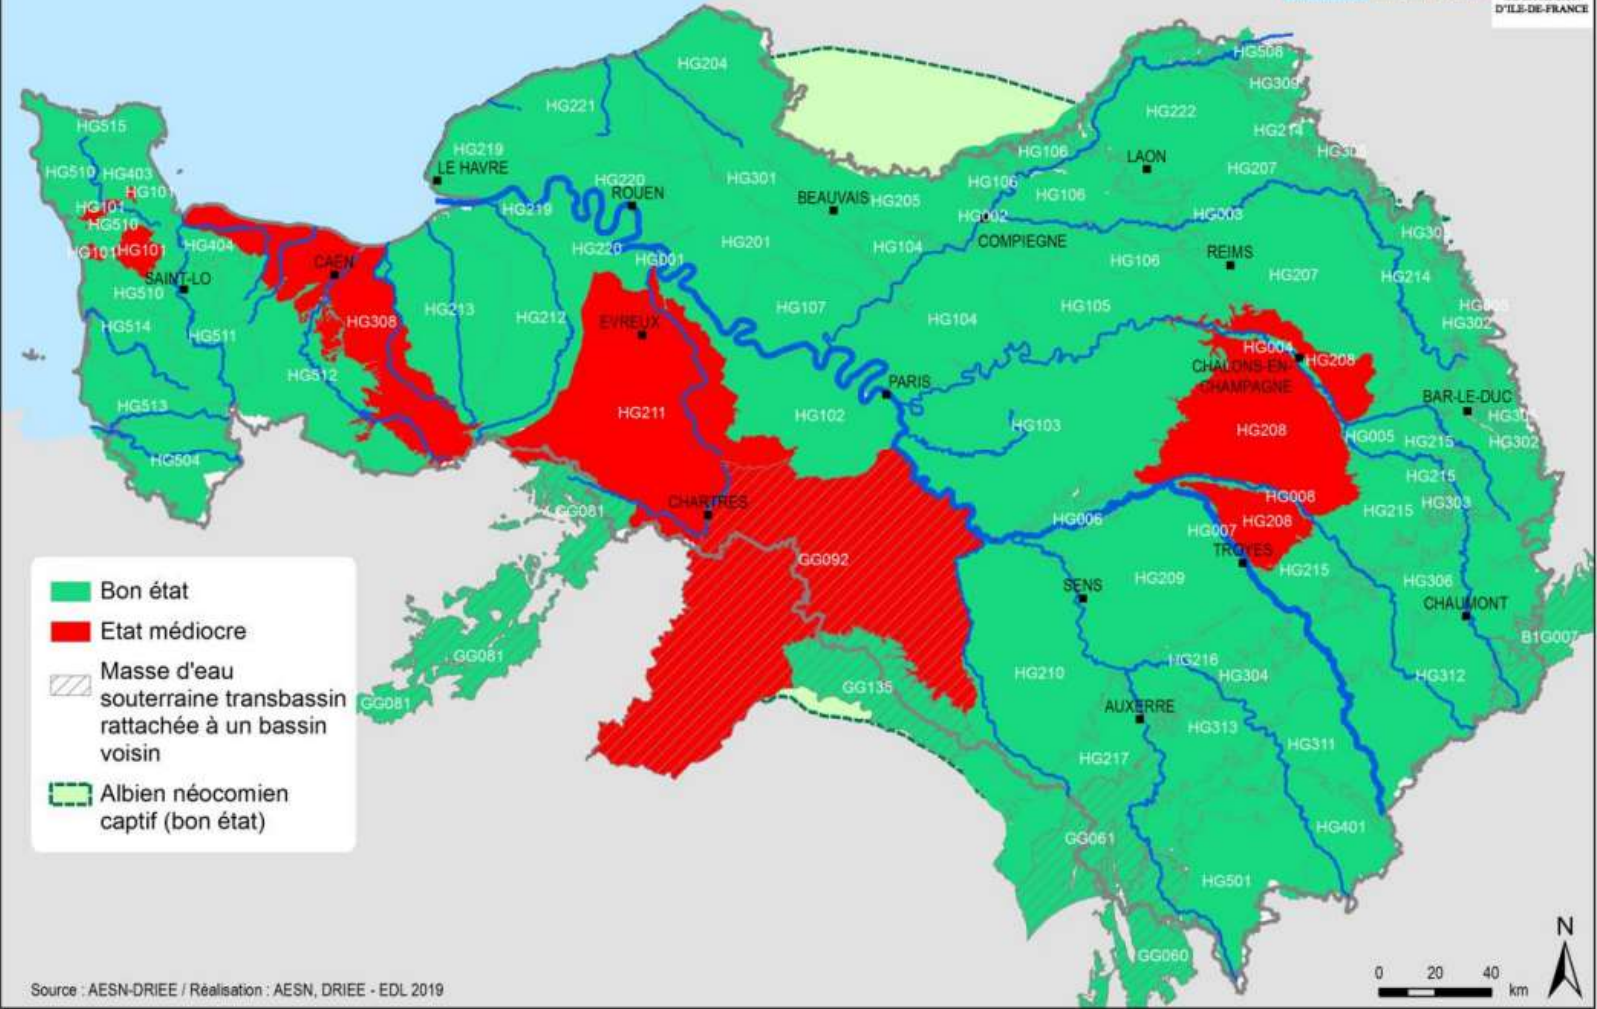 D'ILE-DE-FRANCE
HG204
HG508
HG309
HG221
HG222
HG515
HG214
HG219
HG106
LAON
LE HAVRE
HG207
HG510
HG403
HG106
HG101
HG220
HG301
HG106
ROUEN
BEAUVAIS
HG205
HG101
HG219
HG002
HG003
HG510
COMPIEGNE
HG404
HG220
HG201
HG104
REIMS
HG101
HG101
CAEN
HG001
HG106
HG207
HG214
SAINT-LO
HG510
HG213
HG212
HG107
HG105
HG104
HG302
HG514
HG308
EVREUX
HG511
HG004
HG208
CHALONS-EN-
CHAMPAGNE
HG512
PARIS
BAR-LE-DUC
HG513
HG211
HG102
HG103
HG208
HG005
HG215
HG302
HG504
HG215
CHARTRES
HG008
HG303
GG081
HG006
HG208
HG215
HG007
TROYES
GG092
HG215
HG209
SENS
HG306
CHAUMONT
B1G007
GG081
HG216
HG210
HG304
HG312
GG135
GG081
AUXERRE
HG313
HG311
HG217
HG401
GG061
HG501
GG060
Bon état
Etat médiocre
Masse d'eau
souterraine transbassin
rattachée à un bassin
voisin
Albien néocomien
captif (bon état)
N
0 20 40
km
Source : AESN-DRIEE / Réalisation : AESN, DRIEE - EDL 2019